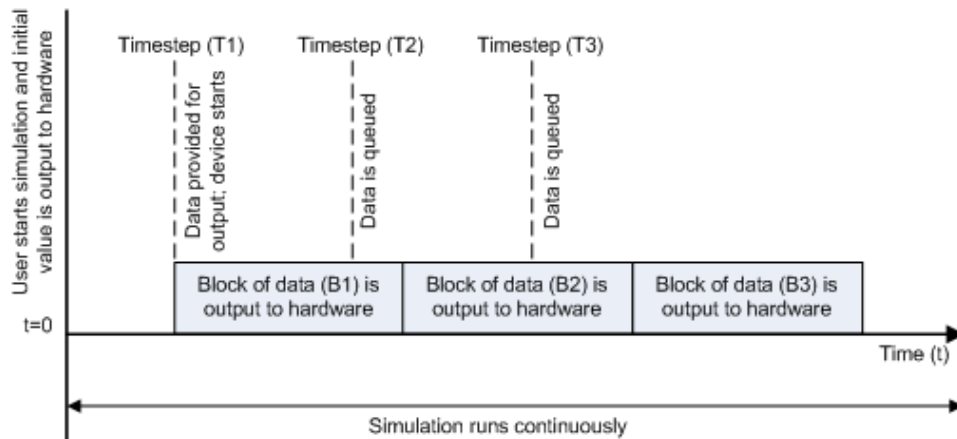 User starts simulation and initial
value is output to hardware
Timestep (T1)
Timestep (T2)
Timestep (T3)
Data provided for
output; device starts
Data is queued
Data is queued
Block of data (B1) is
output to hardware
Block of data (B2) is
output to hardware
Block of data (B3) is
output to hardware
t=0
Time (t)
Simulation runs continuously